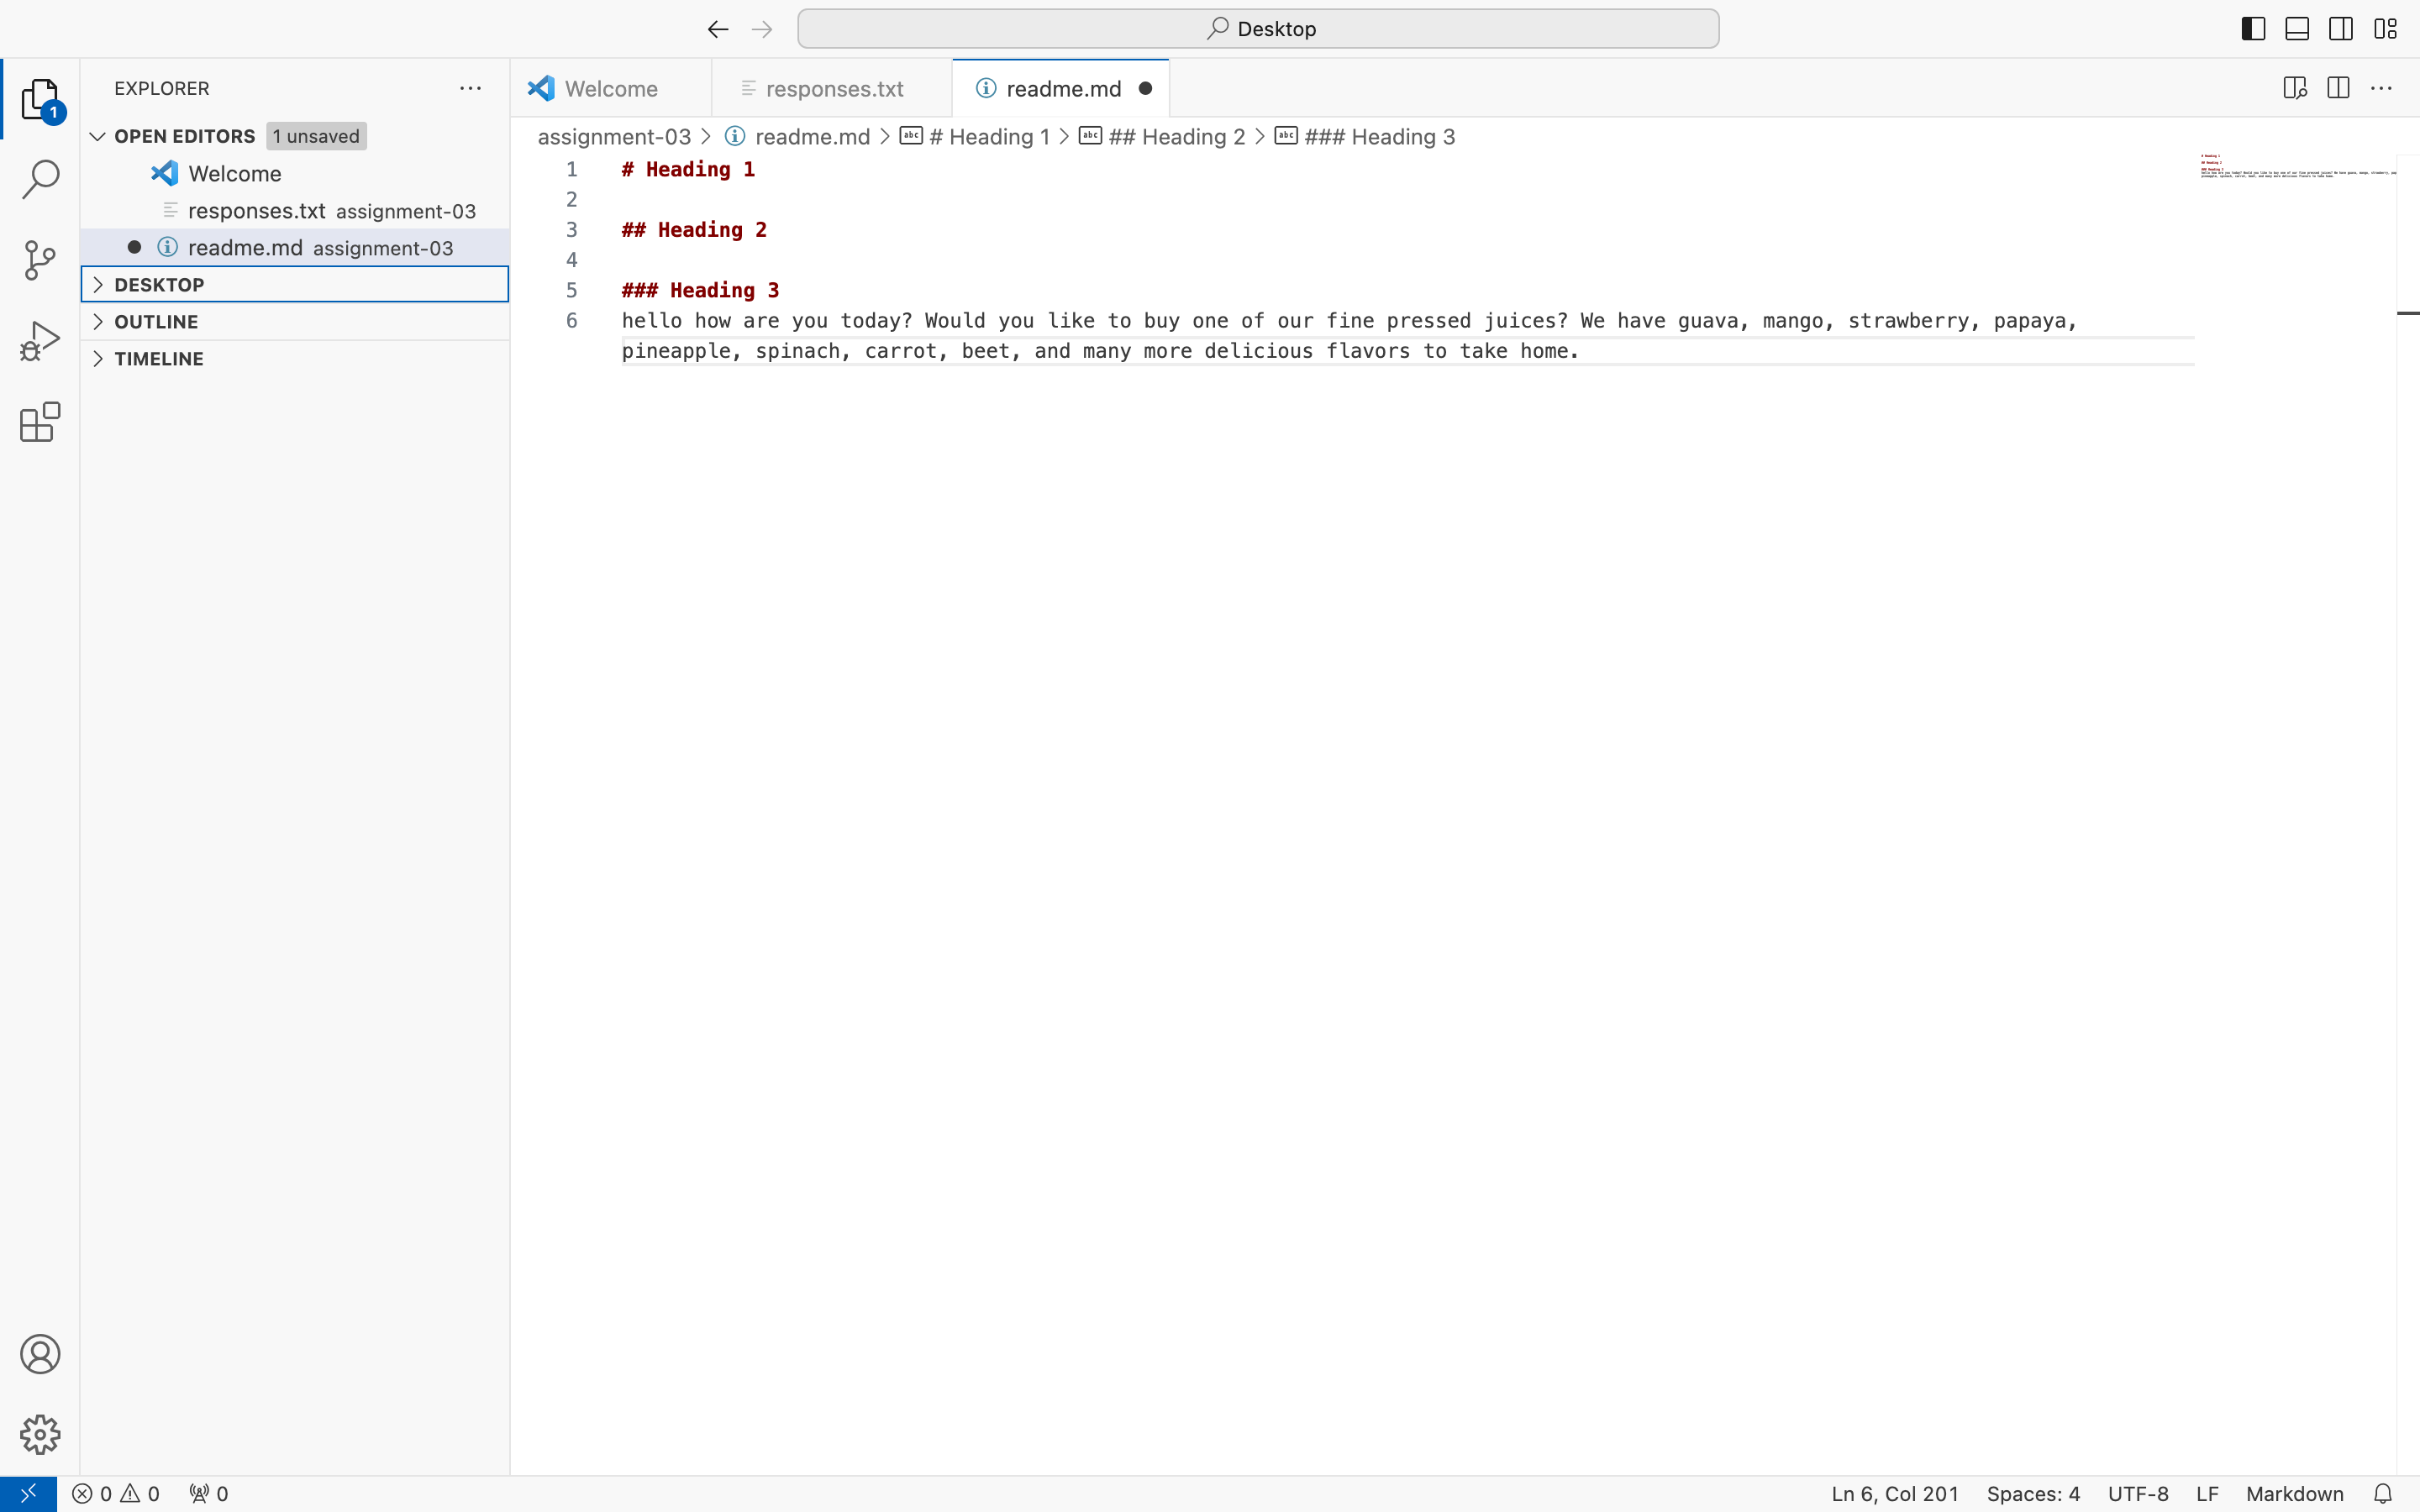 Desktop
EXPLORER
1
OPEN EDITORS 1 unsaved
Welcome
responses.txt assignment-03
readme.md assignment-03
DESKTOP
OUTLINE
TIMELINE
Welcome responses.txt readme.md
assignment-03 > readme.md > # Heading 1 > ## Heading 2 > ### Heading 3
1 # Heading 1
2
3 ## Heading 2
4
5 ### Heading 3
6 hello how are you today? Would you like to buy one of our fine pressed juices? We have guava, mango, strawberry, papaya,
pineapple, spinach, carrot, beet, and many more delicious flavors to take home.
0 0 0 Ln 6, Col 201 Spaces: 4 UTF-8 LF Markdown